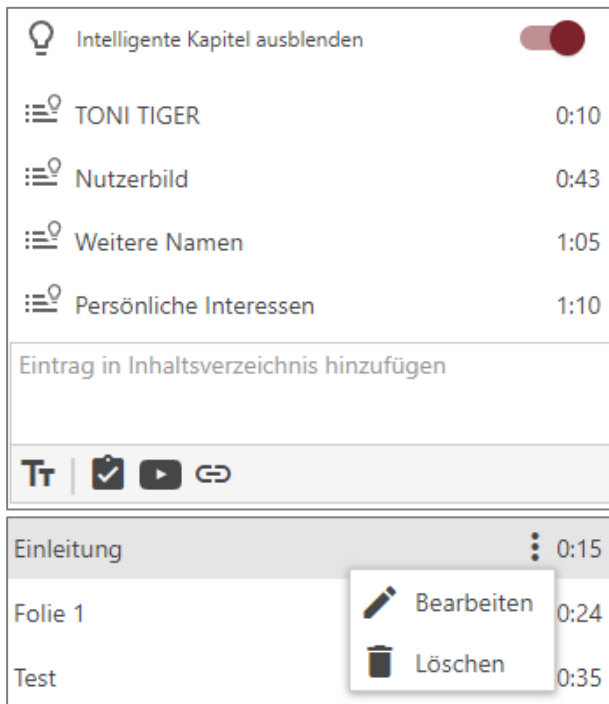 Intelligente Kapitel ausblenden
TONI TIGER 0:10
Nutzerbild 0:43
Weitere Namen 1:05
Persönliche Interessen 1:10
Eintrag in Inhaltsverzeichnis hinzufügen
TT
Einleitung 0:15
Bearbeiten
Folie 1 0:24
Löschen
Test 0:35